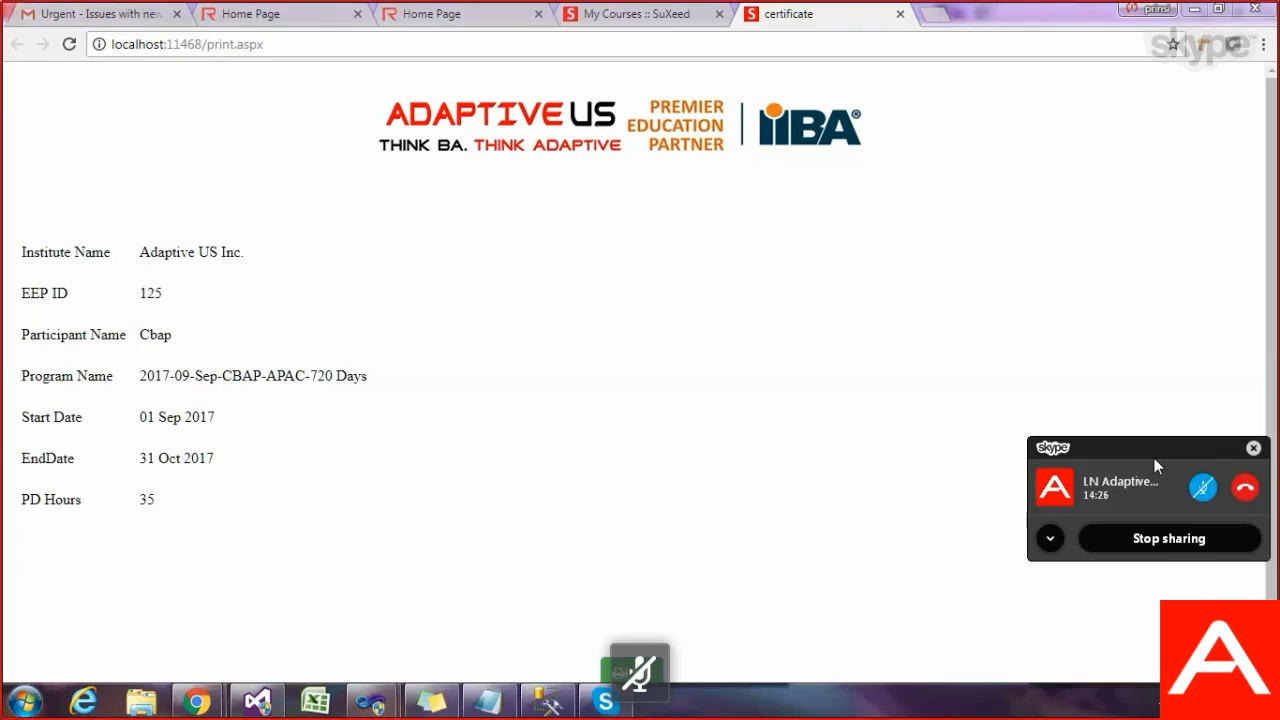 Urgent - Issues with new
Home Page
Home Page
My Courses :: SuXeed
certificate
prinsi
localhost:11468/print.aspx
skype
ADAPTIVE US
THINK BA. THINK ADAPTIVE
PREMIER
EDUCATION
PARTNER
iiBA®
Institute Name Adaptive US Inc.
EEP ID 125
Participant Name Cbap
Program Name 2017-09-Sep-CBAP-APAC-720 Days
Start Date 01 Sep 2017
EndDate 31 Oct 2017
PD Hours 35
skype
I.N Adaptive...
14:26
Stop sharing
A